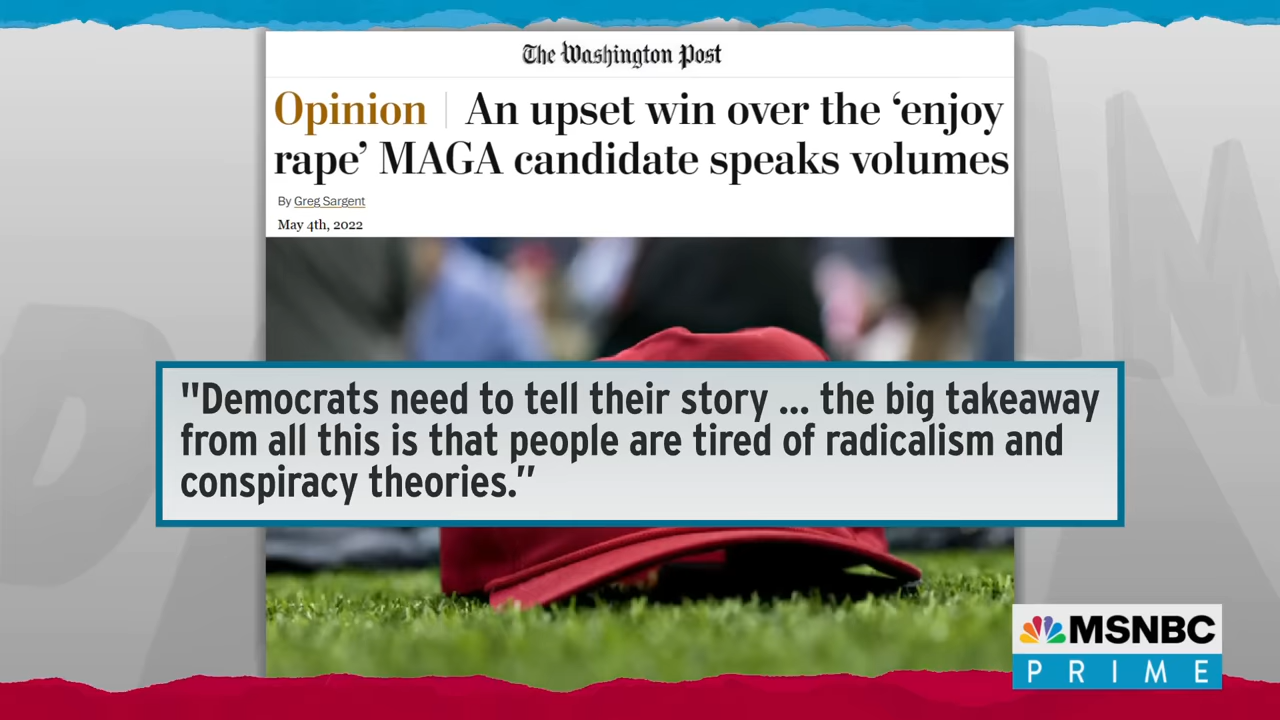 The Washington Post
Opinion | An upset win over the ‘enjoy
rape’ MAGA candidate speaks volumes
By Greg Sargent
May 4th, 2022
"Democrats need to tell their story ... the big takeaway
from all this is that people are tired of radicalism and
conspiracy theories."
MSNBC
PRIME